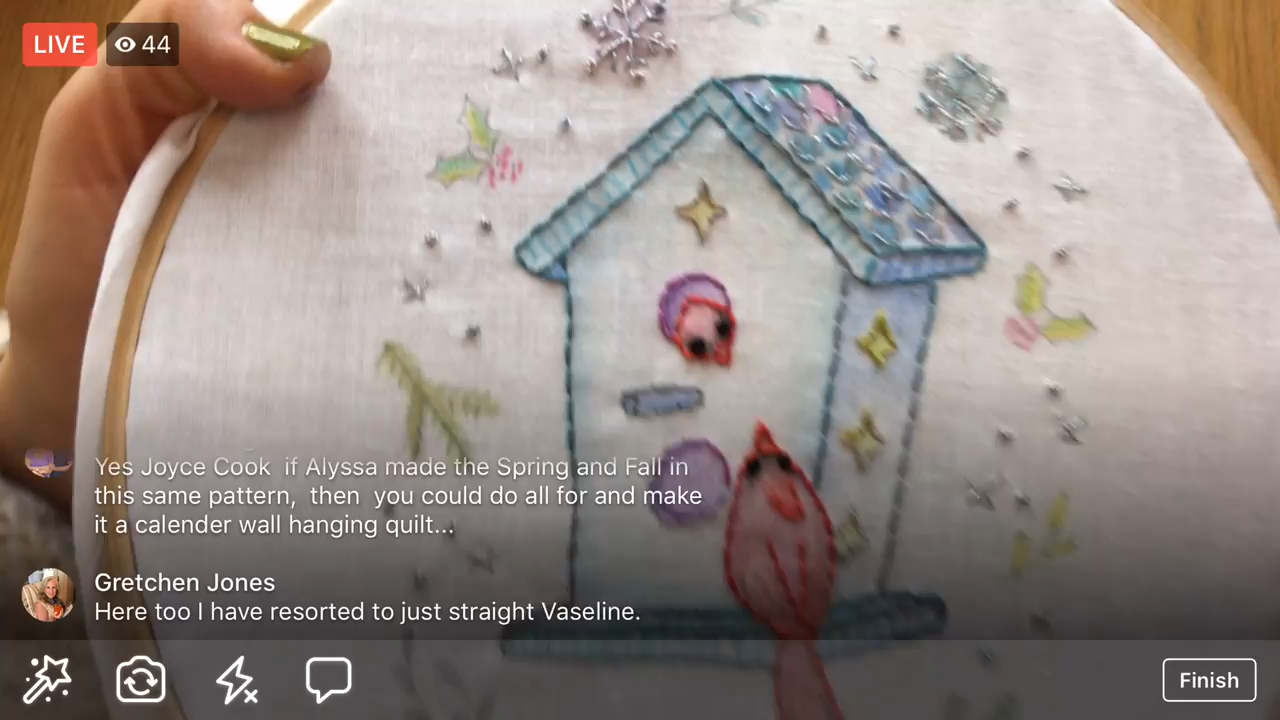 LIVE 44
Yes Joyce Cook  if Alyssa made the Spring and Fall in
this same pattern,  then  you could do all for and make
it a calender wall hanging quilt...
Gretchen Jones
Here too I have resorted to just straight Vaseline.
Finish